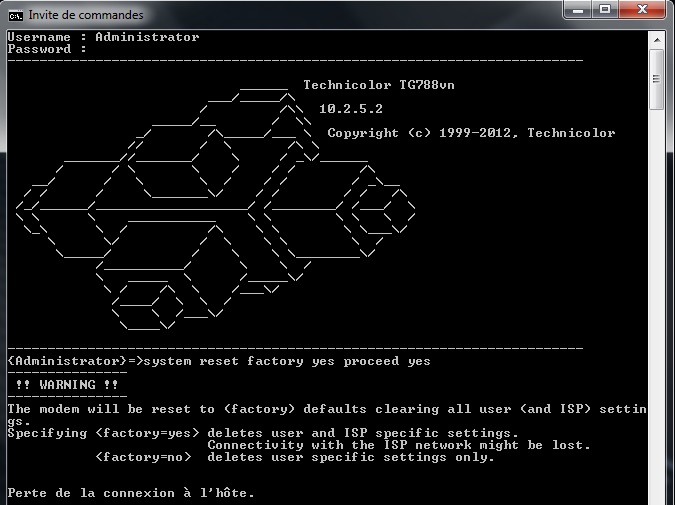 Invite de commandes
Username : Administrator
Password :
Technicolor TG788vn
10.2.5.2
Copyright (c) 1999-2012, Technicolor
{Administrator}=>system reset factory yes proceed yes
!! WARNING !!
The modem will be reset to (factory) defaults clearing all user (and ISP) settin
gs.
Specifying <factory=yes> deletes user and ISP specific settings.
Connectivity with the ISP network might be lost.
<factory=no> deletes user specific settings only.
Perte de la connexion à l'hôte.